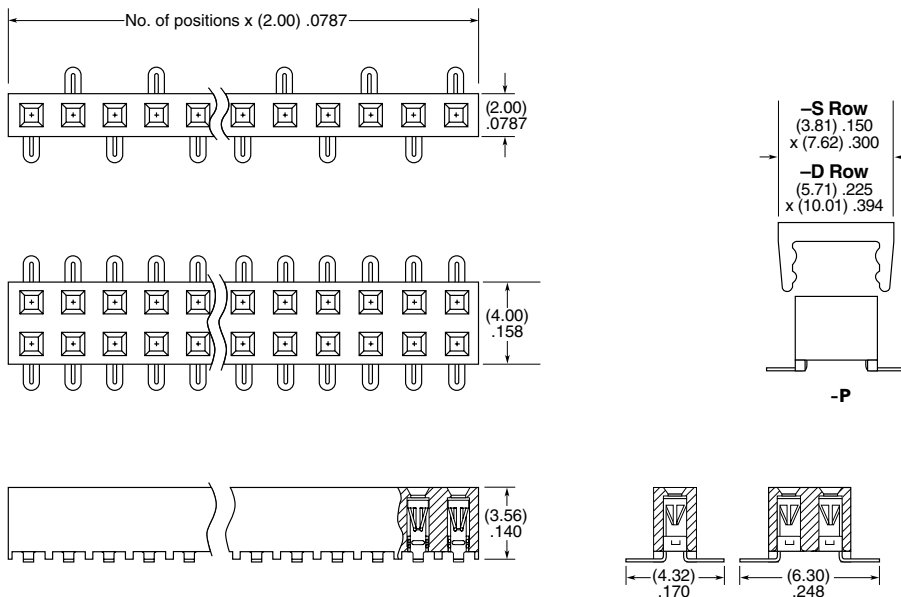 No. of positions x (2.00) .0787
(2.00)
.0787
–S Row
(3.81) .150
x (7.62) .300
–D Row
(5.71) .225
x (10.01) .394
(4.00)
.158
–P
(3.56)
.140
(4.32)
.170
(6.30)
.248